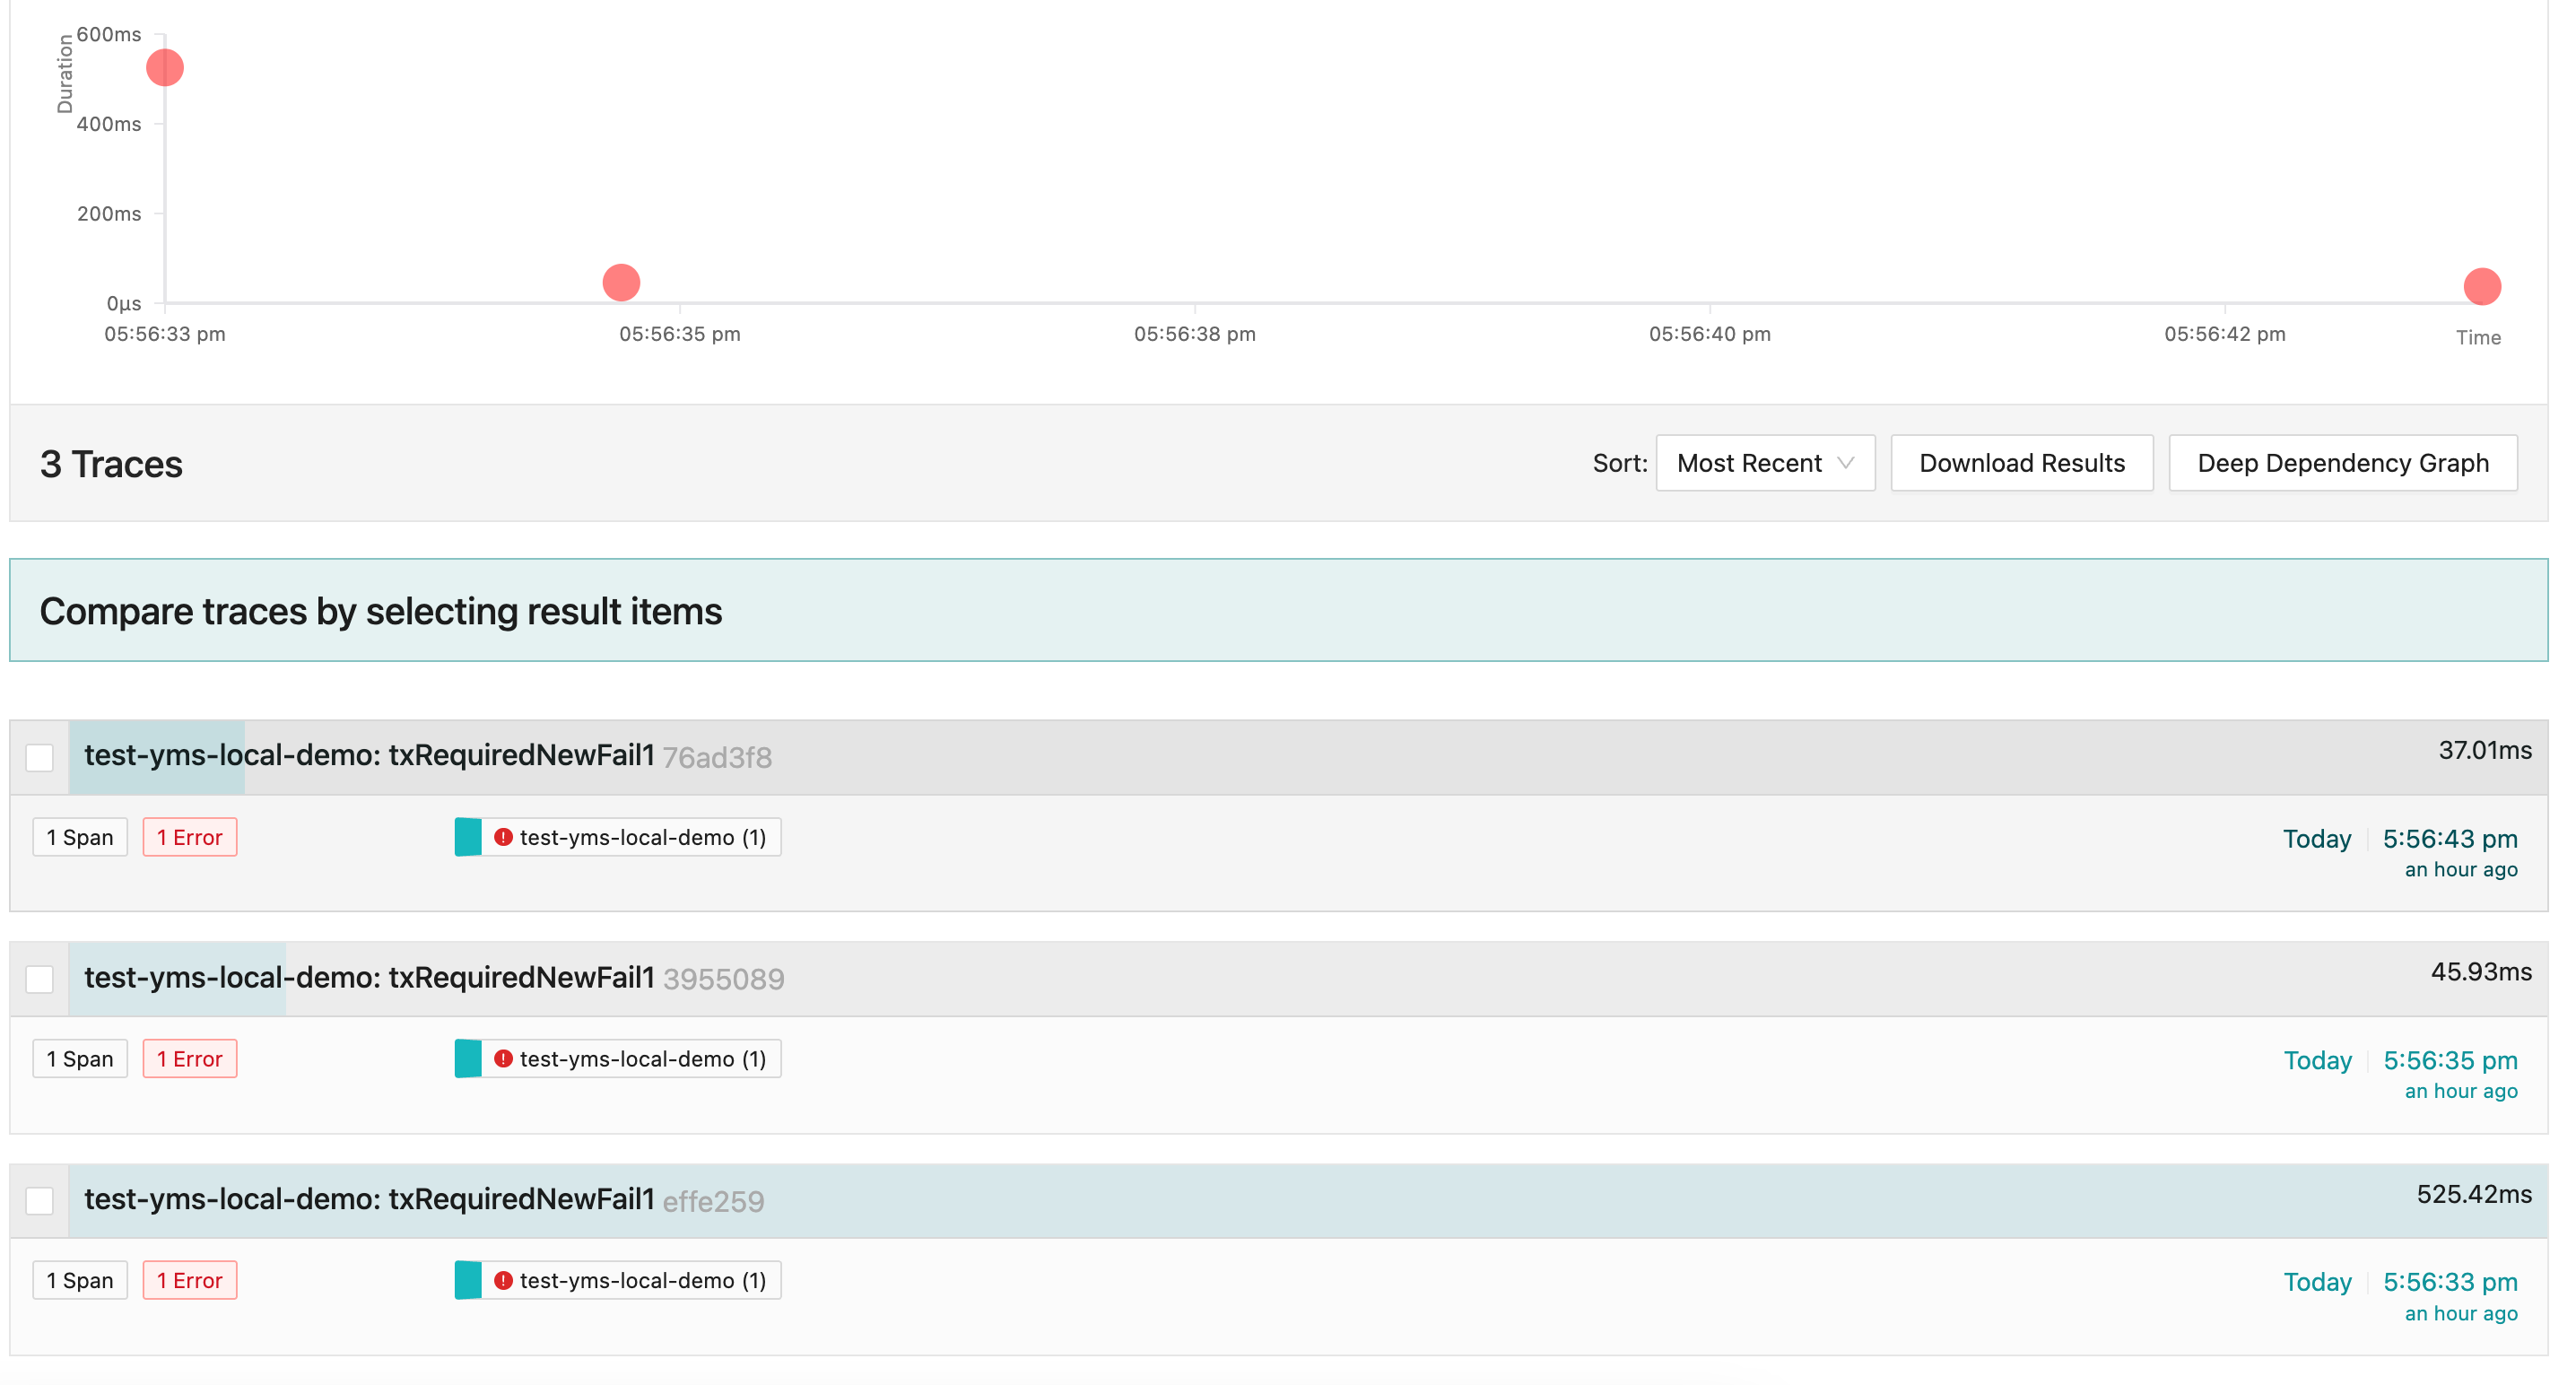 Duration
600ms
400ms
200ms
0μs
05:56:33 pm
05:56:35 pm
05:56:38 pm
05:56:40 pm
05:56:42 pm
Time
3 Traces
Sort:
Most Recent
Download Results
Deep Dependency Graph
Compare traces by selecting result items
test-yms-local-demo: txRequiredNewFail1 76ad3f8
37.01ms
1 Span
1 Error
test-yms-local-demo (1)
Today
5:56:43 pm
an hour ago
test-yms-local-demo: txRequiredNewFail1 3955089
45.93ms
1 Span
1 Error
test-yms-local-demo (1)
Today
5:56:35 pm
an hour ago
test-yms-local-demo: txRequiredNewFail1 effe259
525.42ms
1 Span
1 Error
test-yms-local-demo (1)
Today
5:56:33 pm
an hour ago